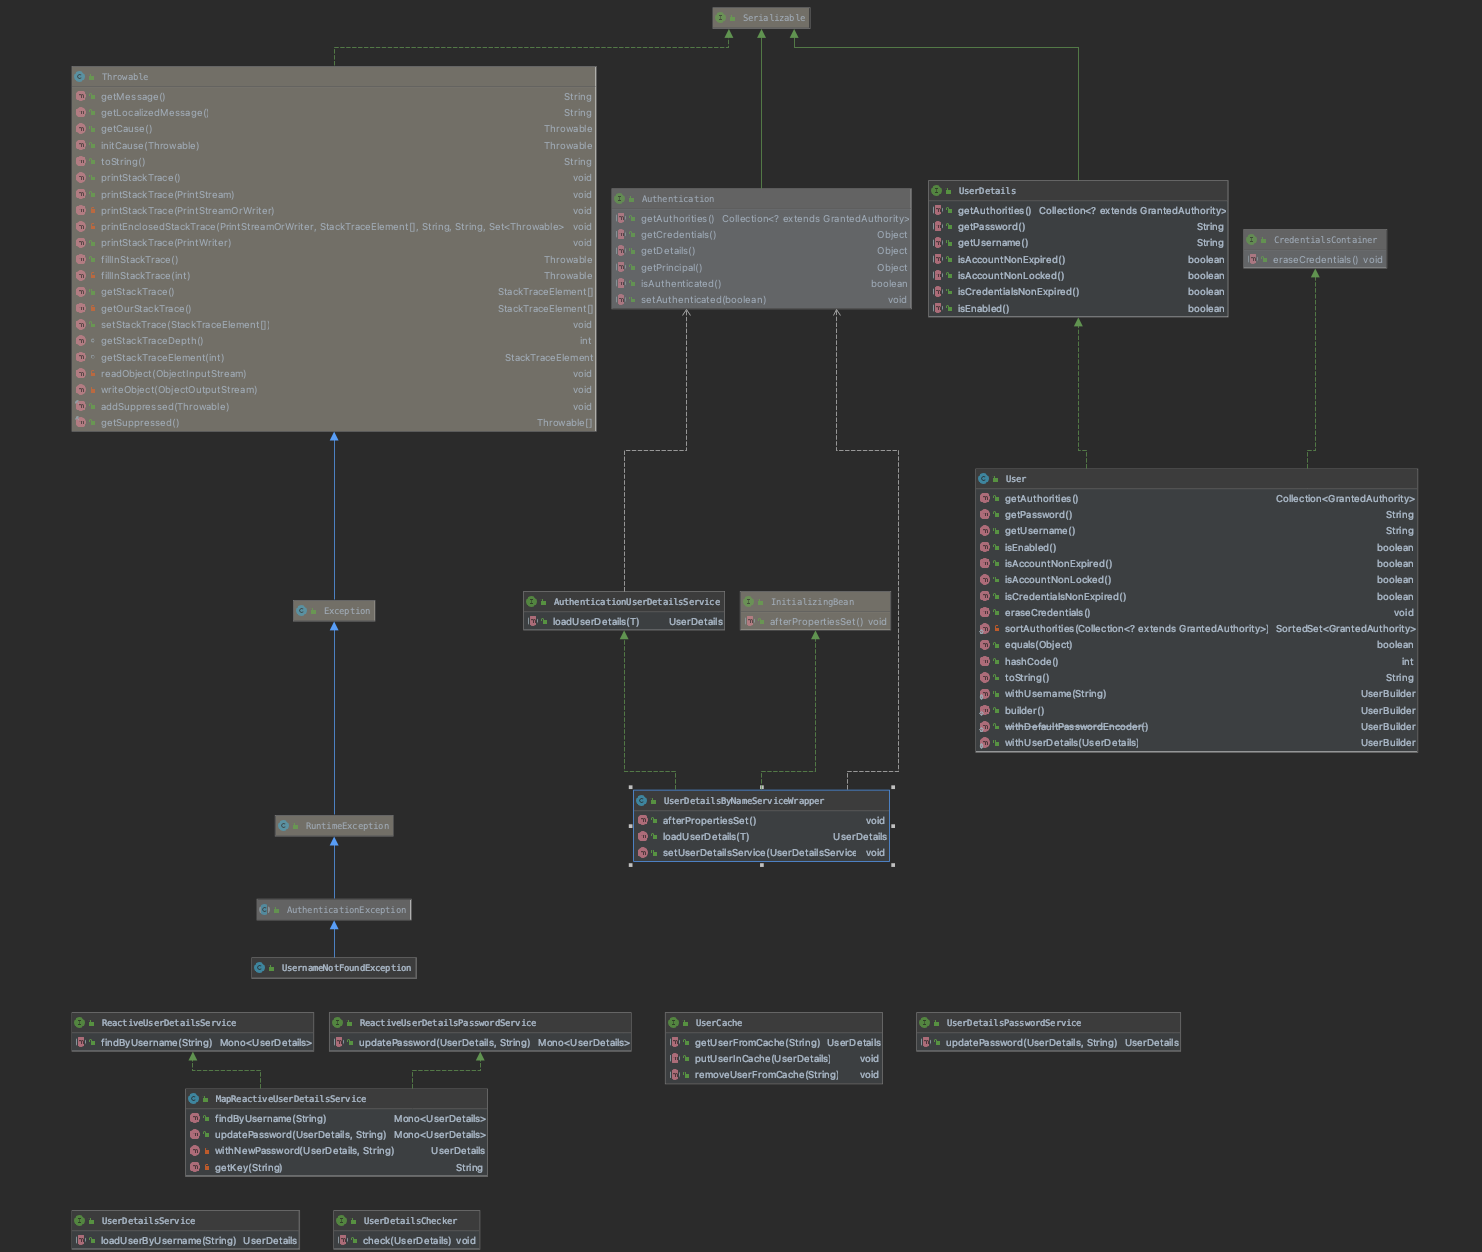 Serializable
Throwable
getMessage() String
getLocalizedMessage() String
getCause() Throwable
initCause(Throwable) Throwable
toString() String
printStackTrace() void
printStackTrace(PrintStream) void
printStackTrace(PrintStreamOrWriter) void
printEnclosedStackTrace(PrintStreamOrWriter, StackTraceElement[], String, String, Set<Throwable> void
printStackTrace(PrintWriter) void
fillInStackTrace() Throwable
fillInStackTrace(int) Throwable
getStackTrace() StackTraceElement[]
getOurStackTrace() StackTraceElement[]
setStackTrace(StackTraceElement[]) void
getStackTraceDepth() int
getStackTraceElement(int) StackTraceElement
readObject(ObjectInputStream) void
writeObject(ObjectOutputStream) void
addSuppressed(Throwable) void
getSuppressed() Throwable[]
Authentication
getAuthorities() Collection<? extends GrantedAuthority>
getCredentials() Object
getDetails() Object
getPrincipal() Object
isAuthenticated() boolean
setAuthenticated(boolean) void
UserDetails
getAuthorities() Collection<? extends GrantedAuthority>
getPassword() String
getUsername() String
isAccountNonExpired() boolean
isAccountNonLocked() boolean
isCredentialsNonExpired() boolean
isEnabled() boolean
CredentialsContainer
eraseCredentials() void
User
getAuthorities() Collection<GrantedAuthority>
getPassword() String
getUsername() String
isEnabled() boolean
isAccountNonExpired() boolean
isAccountNonLocked() boolean
isCredentialsNonExpired() boolean
eraseCredentials() void
sortAuthorities(Collection<? extends GrantedAuthority>) SortedSet<GrantedAuthority>
equals(Object) boolean
hashCode() int
toString() String
withUsername(String) UserBuilder
builder() UserBuilder
withDefaultPasswordEncoder() UserBuilder
withUserDetails(UserDetails) UserBuilder
Exception
AuthenticationUserDetailsService
loadUserDetails(T) UserDetails
InitializingBean
afterPropertiesSet() void
RuntimeException
UserDetailsByNameServiceWrapper
afterPropertiesSet() void
loadUserDetails(T) UserDetails
setUserDetailsService(UserDetailsService void
AuthenticationException
UsernameNotFoundException
ReactiveUserDetailsService
findByUsername(String) Mono<UserDetails>
ReactiveUserDetailsPasswordService
updatePassword(UserDetails, String) Mono<UserDetails>
UserCache
getUserFromCache(String) UserDetails
putUserInCache(UserDetails) void
removeUserFromCache(String) void
UserDetailsPasswordService
updatePassword(UserDetails, String) UserDetails
MapReactiveUserDetailsService
findByUsername(String) Mono<UserDetails>
updatePassword(UserDetails, String) Mono<UserDetails>
withNewPassword(UserDetails, String) UserDetails
getKey(String) String
UserDetailsService
loadUserByUsername(String) UserDetails
UserDetailsChecker
check(UserDetails) void